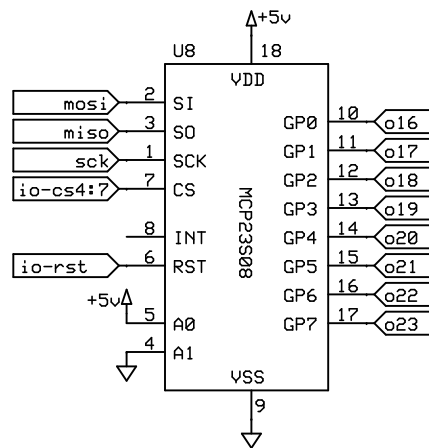 +5v
U8 18
VDD
mosi 2 SI
miso 3 SO
sck 1 SCK
io-cs4:7 7 CS
8 INT
io-rst 6 RST
+5v
5 A0
4 A1
MCP23S08
GP0 10 o16
GP1 11 o17
GP2 12 o18
GP3 13 o19
GP4 14 o20
GP5 15 o21
GP6 16 o22
GP7 17 o23
VSS
9